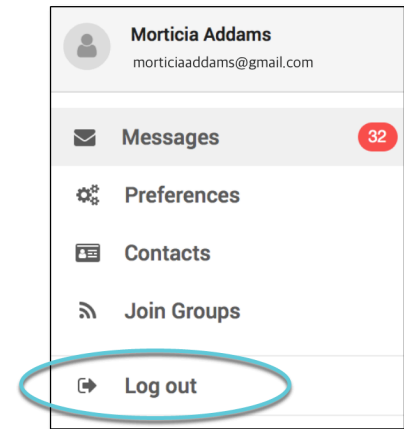 Morticia Addams
morticiaaddams@gmail.com
Messages 32
Preferences
Contacts
Join Groups
Log out